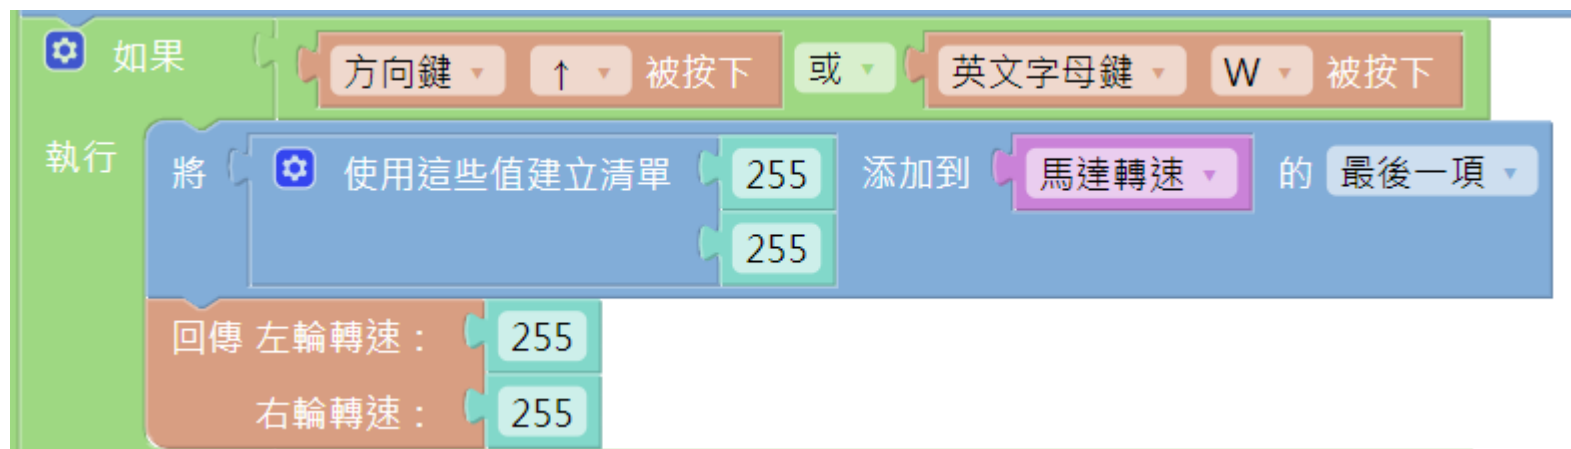 如果 方向鍵 ↑ 被按下 或 英文字母鍵 W 被按下
執行 將 使用這些值建立清單 255 添加到 馬達轉速 的 最後一項
255
回傳 左輪轉速： 255
右輪轉速： 255